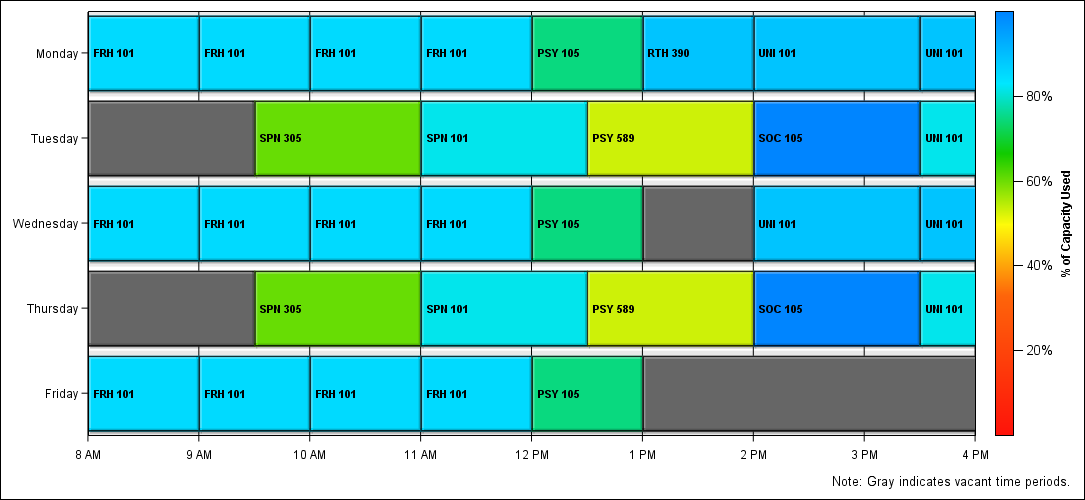 Monday FRH 101 FRH 101 FRH 101 FRH 101 PSY 105 RTH 390 UNI 101 UNI 101
80%
Tuesday SPN 305 SPN 101 PSY 589 SOC 105 UNI 101
60%
Wednesday FRH 101 FRH 101 FRH 101 FRH 101 PSY 105 UNI 101 UNI 101
% of Capacity Used
40%
Thursday SPN 305 SPN 101 PSY 589 SOC 105 UNI 101
20%
Friday FRH 101 FRH 101 FRH 101 FRH 101 PSY 105
8 AM 9 AM 10 AM 11 AM 12 PM 1 PM 2 PM 3 PM 4 PM
Note: Gray indicates vacant time periods.